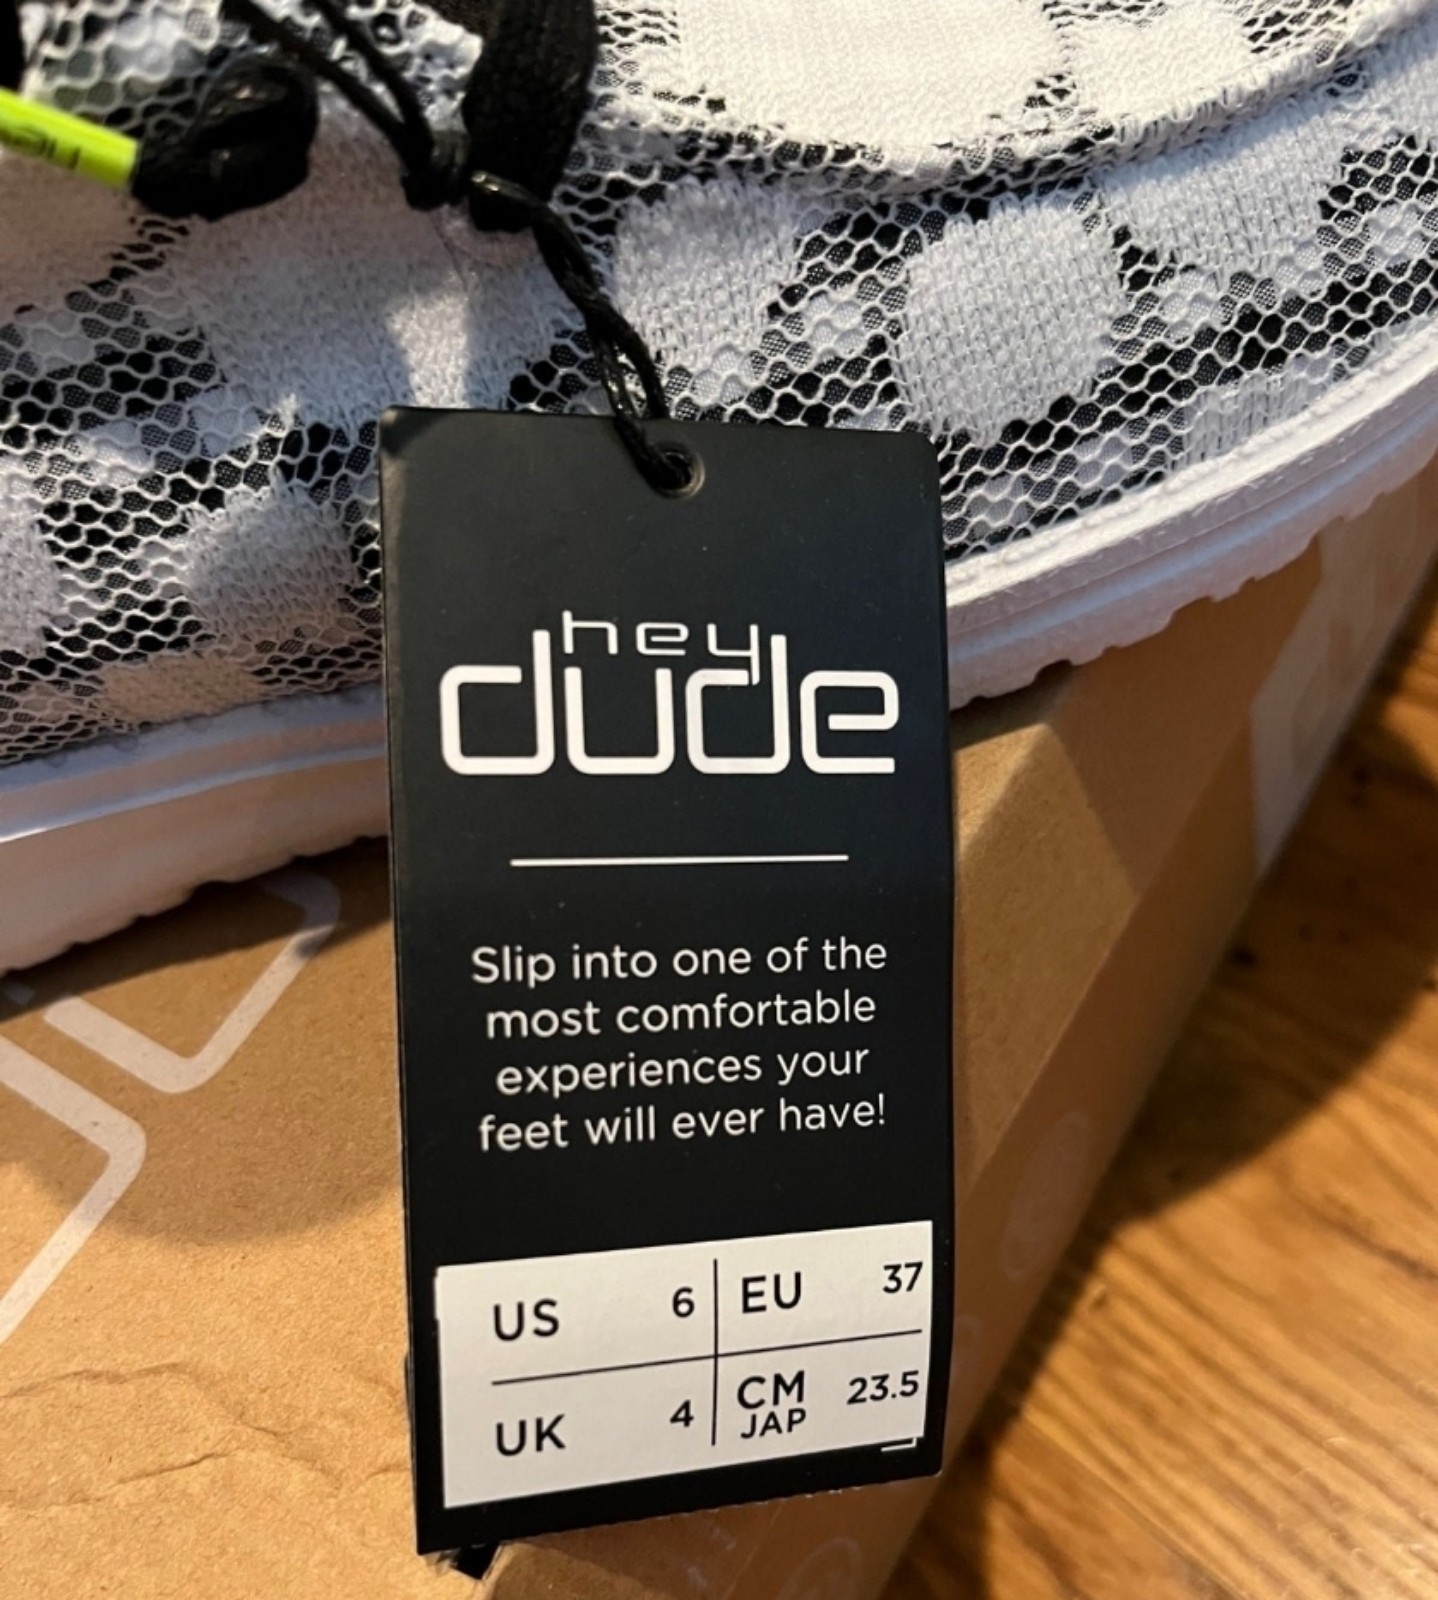 hey
dude
Slip into one of the
most comfortable
experiences your
feet will ever have!
US 6 EU 37
UK 4 CM 23.5
JAP